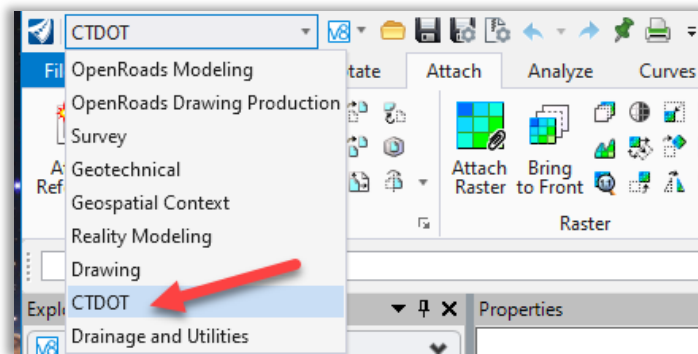 CTDOT
OpenRoads Modeling
OpenRoads Drawing Production
Survey
Geotechnical
Geospatial Context
Reality Modeling
Drawing
CTDOT
Drainage and Utilities
Attach Analyze Curves
Attach Raster
Bring to Front
Raster
Properties